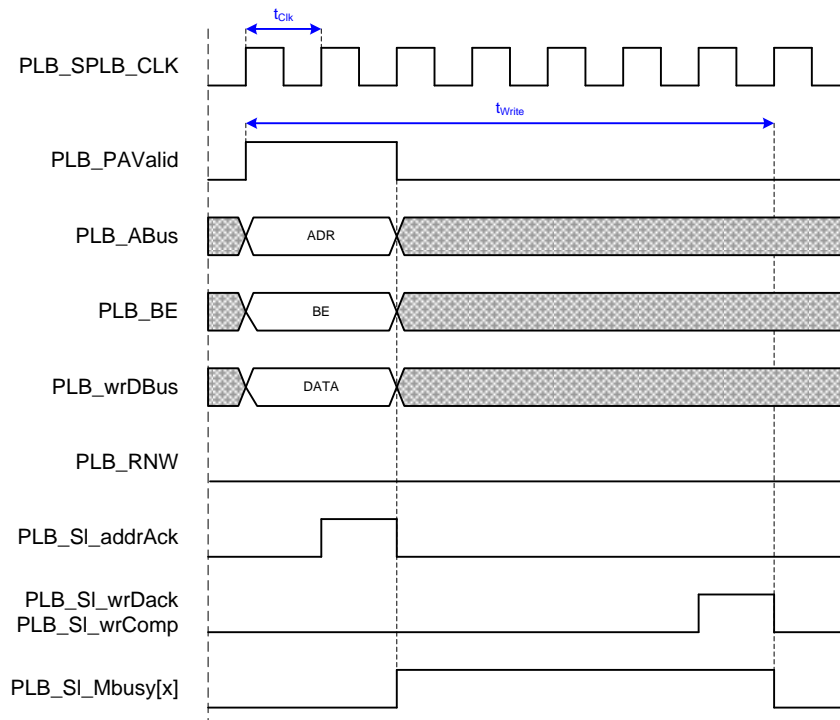 tClk
PLB_SPLB_CLK
tWrite
PLB_PAValid
PLB_ABus
ADR
PLB_BE
BE
PLB_wrDBus
DATA
PLB_RNW
PLB_Sl_addrAck
PLB_Sl_wrDack
PLB_Sl_wrComp
PLB_Sl_Mbusy[x]